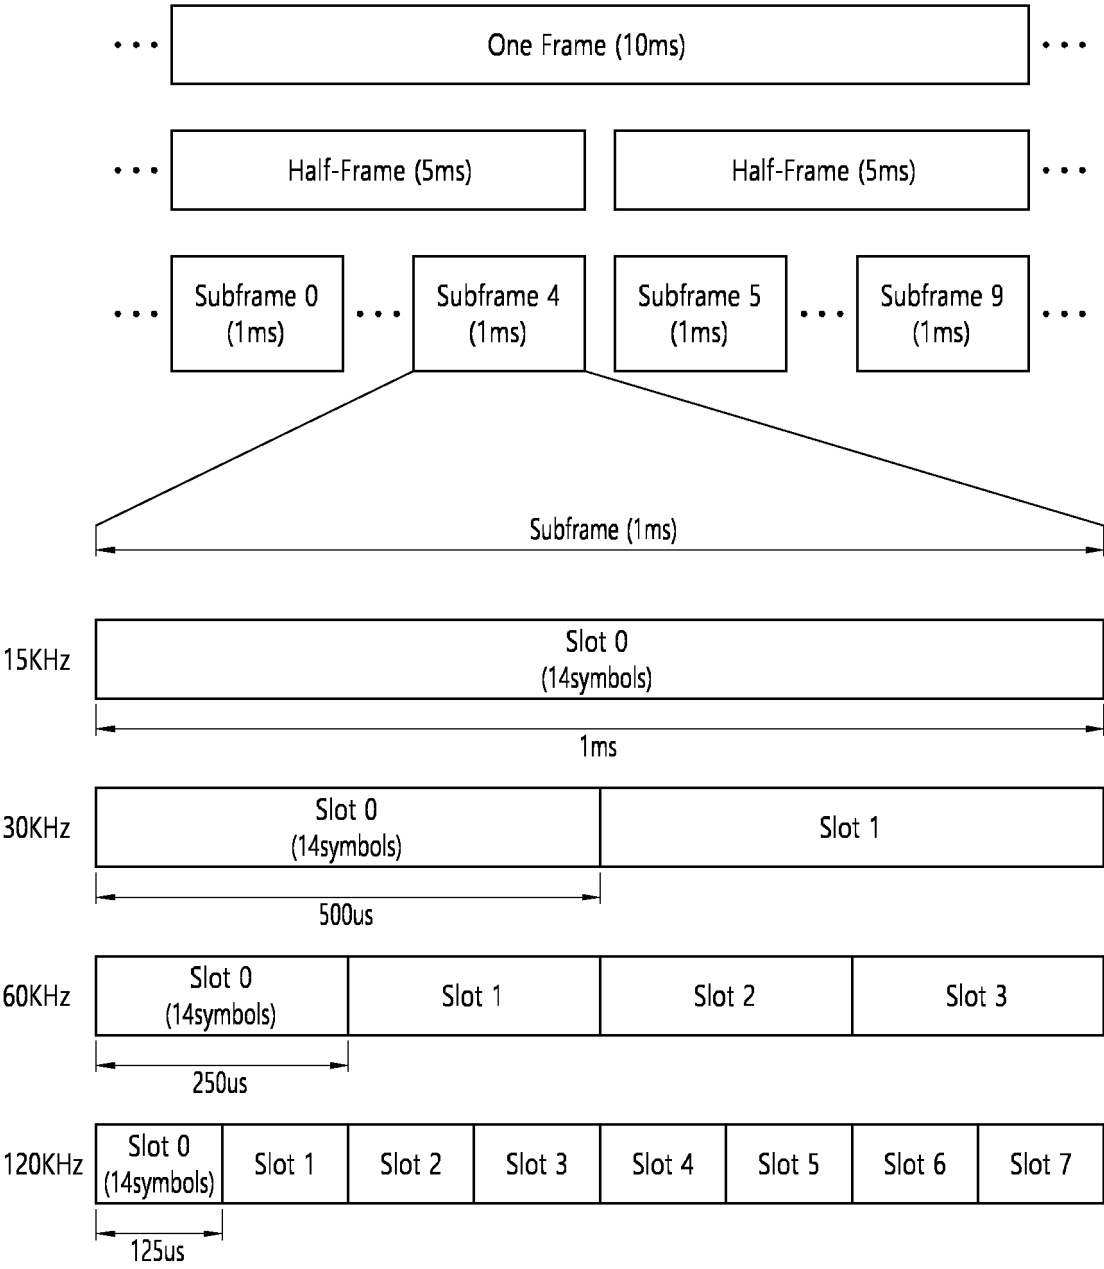 One Frame (10ms)
Half-Frame (5ms)
Half-Frame (5ms)
Subframe 0
(1ms)
Subframe 4
(1ms)
Subframe 5
(1ms)
Subframe 9
(1ms)
Subframe (1ms)
15KHz
Slot 0
(14symbols)
1ms
30KHz
Slot 0
(14symbols)
Slot 1
500us
60KHz
Slot 0
(14symbols)
Slot 1
Slot 2
Slot 3
250us
120KHz
Slot 0
(14symbols)
Slot 1
Slot 2
Slot 3
Slot 4
Slot 5
Slot 6
Slot 7
125us